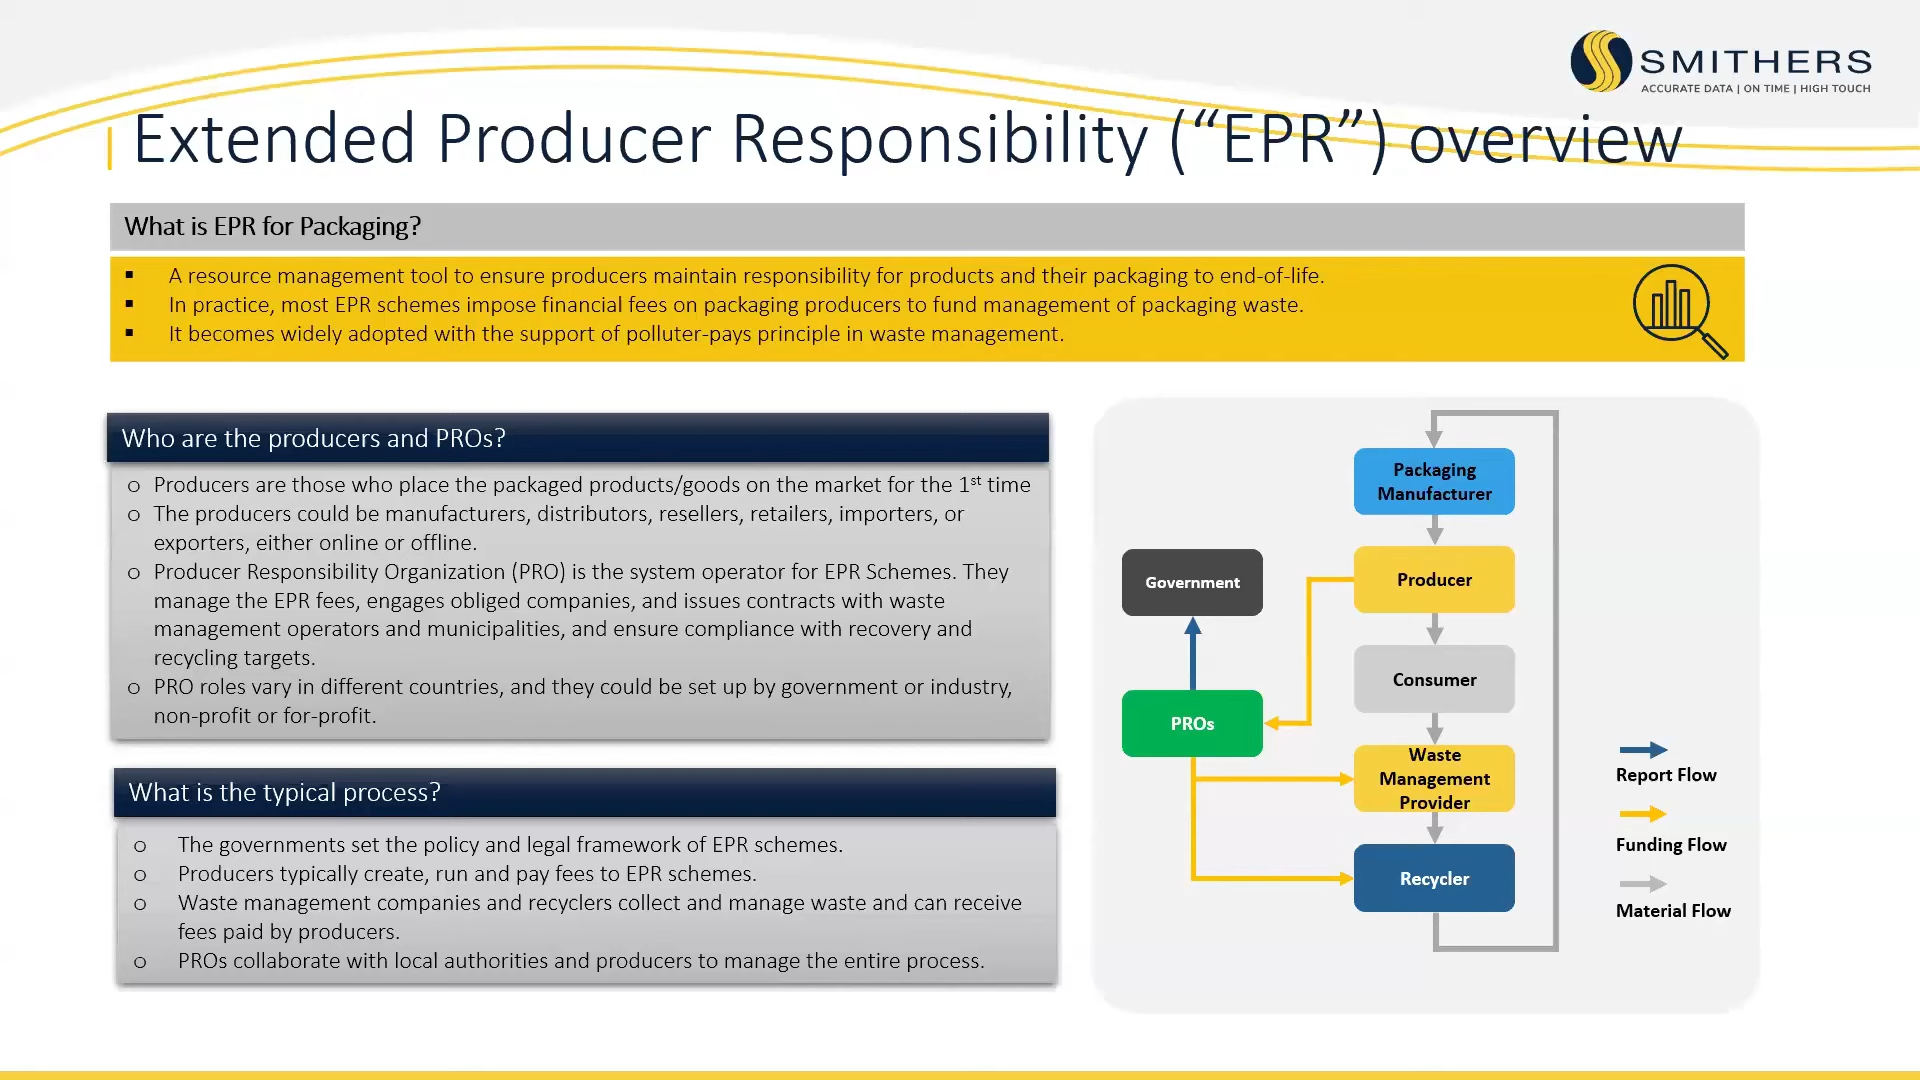 SMITHERS
ACCURATE DATA | ON TIME | HIGH TOUCH
Extended Producer Responsibility (“EPR”) overview
What is EPR for Packaging?
▪ A resource management tool to ensure producers maintain responsibility for products and their packaging to end-of-life.
▪ In practice, most EPR schemes impose financial fees on packaging producers to fund management of packaging waste.
▪ It becomes widely adopted with the support of polluter-pays principle in waste management.
Who are the producers and PROs?
o Producers are those who place the packaged products/goods on the market for the 1st time
o The producers could be manufacturers, distributors, resellers, retailers, importers, or
exporters, either online or offline.
o Producer Responsibility Organization (PRO) is the system operator for EPR Schemes. They
manage the EPR fees, engages obliged companies, and issues contracts with waste
management operators and municipalities, and ensure compliance with recovery and
recycling targets.
o PRO roles vary in different countries, and they could be set up by government or industry,
non-profit or for-profit.
What is the typical process?
o The governments set the policy and legal framework of EPR schemes.
o Producers typically create, run and pay fees to EPR schemes.
o Waste management companies and recyclers collect and manage waste and can receive
fees paid by producers.
o PROs collaborate with local authorities and producers to manage the entire process.
Packaging
Manufacturer
Producer
Government
Consumer
PROs
Waste
Management
Provider
Recycler
Report Flow
Funding Flow
Material Flow